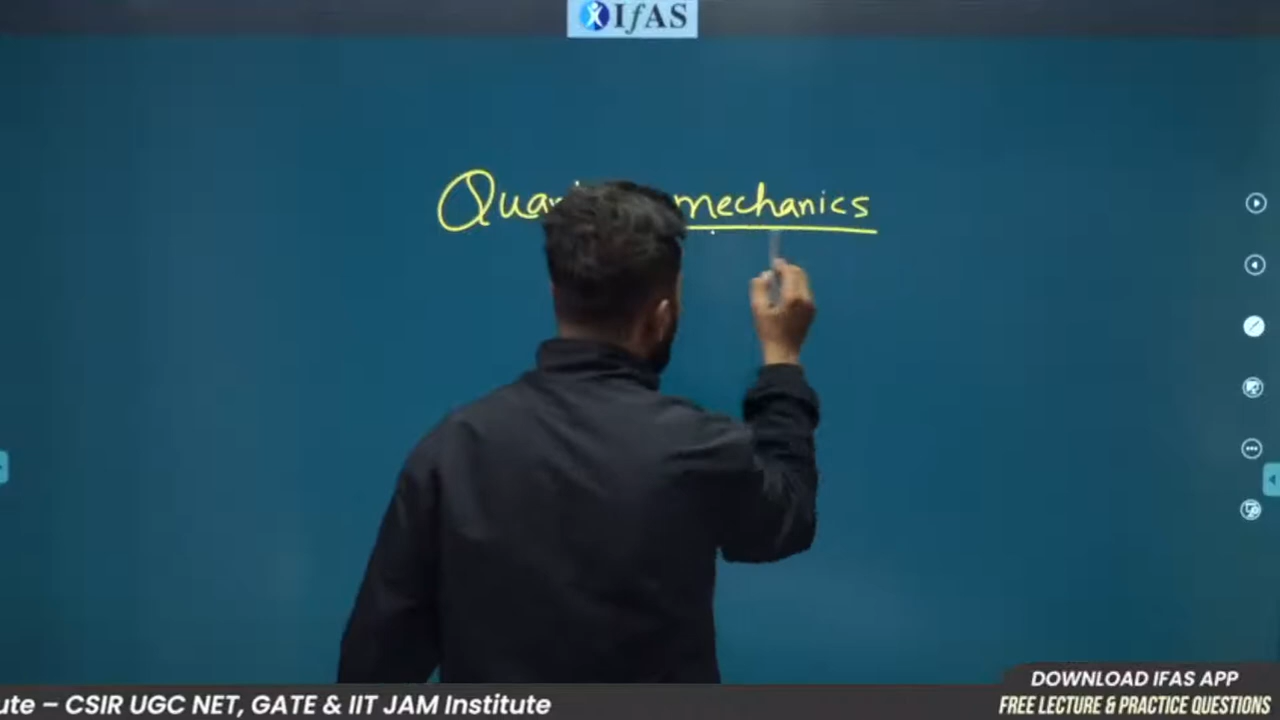 IfAS
mechanics
ute – CSIR UGC NET, GATE & IIT JAM Institute
DOWNLOAD IFAS APP
FREE LECTURE & PRACTICE QUESTIONS